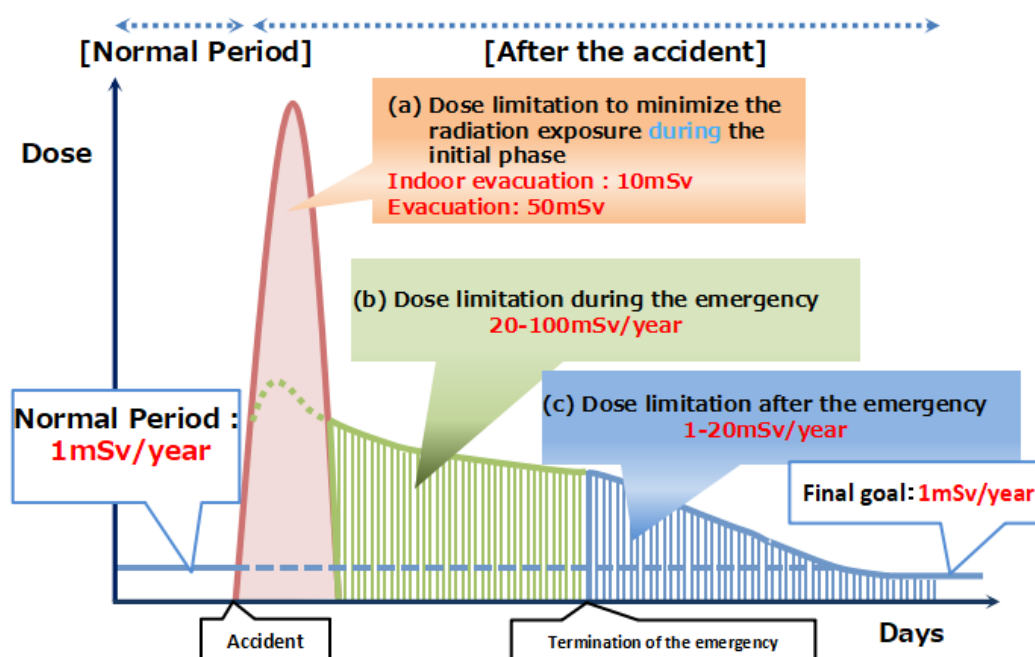 [Normal Period]
[After the accident]
Dose
(a) Dose limitation to minimize the
radiation exposure during the
initial phase
Indoor evacuation : 10mSv
Evacuation: 50mSv
(b) Dose limitation during the emergency
20-100mSv/year
Normal Period :
1mSv/year
(c) Dose limitation after the emergency
1-20mSv/year
Final goal: 1mSv/year
Accident
Termination of the emergency
Days